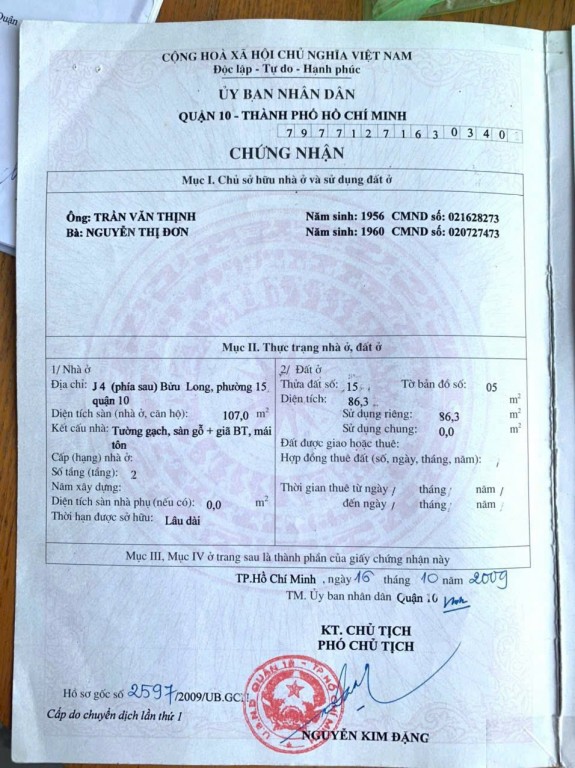 Quận
CỘNG HOÀ XÃ HỘI CHỦ NGHĨA VIỆT NAM
Độc lập - Tự do - Hạnh phúc
ỦY BAN NHÂN DÂN
QUẬN 10 - THÀNH PHỐ HỒ CHÍ MINH
7 9 7 7 1 2 7 1 6 3 0 3 4 0
CHỨNG NHẬN
Mục I. Chủ sở hữu nhà ở và sử dụng đất ở
Ông: TRẦN VĂN THỊNH Năm sinh: 1956 CMND số: 021628273
Bà: NGUYỄN THỊ ĐƠN Năm sinh: 1960 CMND số: 020727473
Mục II. Thực trạng nhà ở, đất ở
1/ Nhà ở
Địa chỉ: J 4 (phía sau) Bửu Long, phường 15
quận 10
Diện tích sàn (nhà ở, căn hộ): 107,0 m²
Kết cấu nhà: Tường gạch, sàn gỗ + giả BT, mái
tôn
Cấp (hạng) nhà ở:
Số tầng (tầng): 2
Năm xây dựng:
Diện tích sàn nhà phụ (nếu có): 0,0 m²
Thời hạn được sở hữu: Lâu dài
2/ Đất ở
Thửa đất số: 15 Tờ bản đồ số: 05
Diện tích: 86,3 m²
Sử dụng riêng: 86,3 m²
Sử dụng chung: 0,0 m²
Đất được giao hoặc thuê:
Hợp đồng thuê đất (số, ngày, tháng, năm): /
Thời gian thuê từ ngày / tháng / năm /
đến ngày / tháng / năm /
Mục III, Mục IV ở trang sau là thành phần của giấy chứng nhận này
TP.Hồ Chí Minh , ngày 16 tháng 10 năm 2009
TM. Ủy ban nhân dân Quận 10
KT. CHỦ TỊCH
PHÓ CHỦ TỊCH
U.B.N.D QUẬN 10 - TP. HỒ
Hồ sơ gốc số 2597/2009/UB.GCN
Cấp do chuyển dịch lần thứ 1
NGUYỄN KIM ĐẶNG